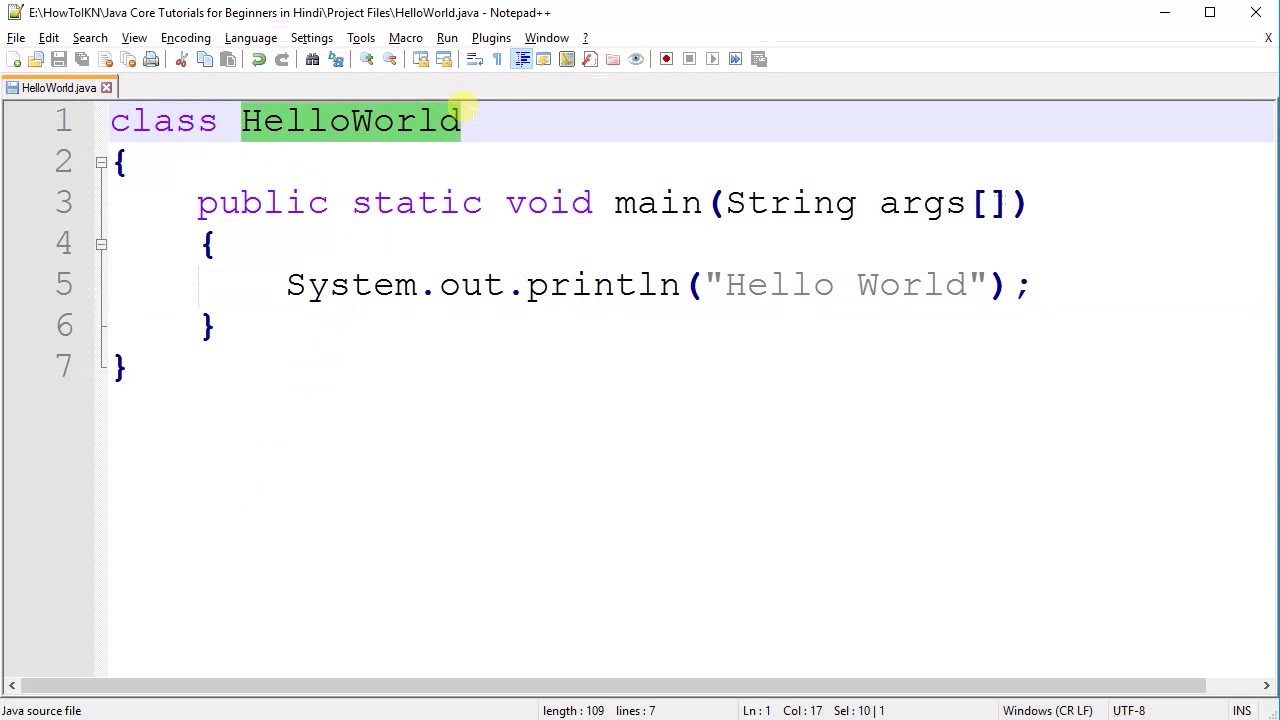 E:\HowToIKN\Java Core Tutorials for Beginners in Hindi\Project Files\HelloWorld.java - Notepad++
File Edit Search View Encoding Language Settings Tools Macro Run Plugins Window ? X
HelloWorld.java
1 class HelloWorld
2 {
3 public static void main(String args[])
4 {
5 System.out.println("Hello World");
6 }
7 }
Java source file length : 109 lines : 7 Ln : 1 Col : 17 Sel : 10 | 1 Windows (CR LF) UTF-8 INS